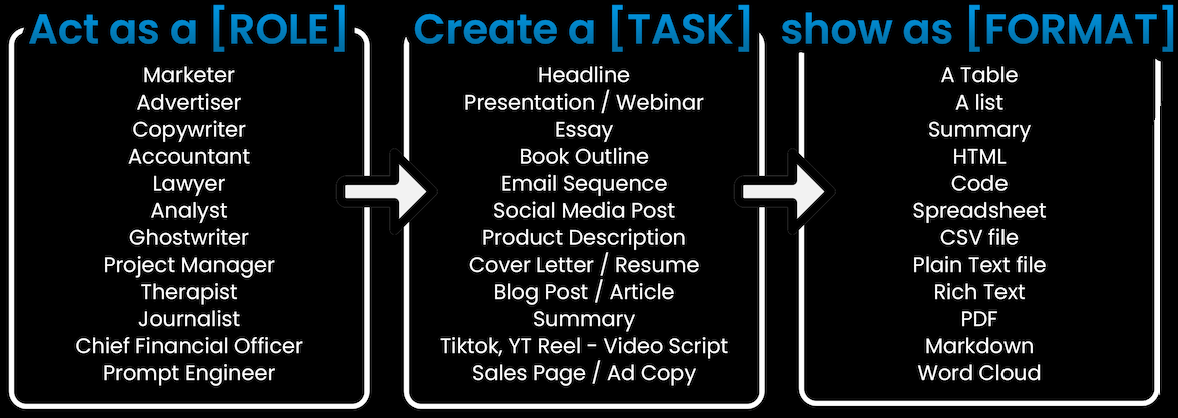 Act as a [ROLE]
Marketer
Advertiser
Copywriter
Accountant
Lawyer
Analyst
Ghostwriter
Project Manager
Therapist
Journalist
Chief Financial Officer
Prompt Engineer
Create a [TASK]
Headline
Presentation / Webinar
Essay
Book Outline
Email Sequence
Social Media Post
Product Description
Cover Letter / Resume
Blog Post / Article
Summary
Tiktok, YT Reel - Video Script
Sales Page / Ad Copy
show as [FORMAT]
A Table
A list
Summary
HTML
Code
Spreadsheet
CSV file
Plain Text file
Rich Text
PDF
Markdown
Word Cloud